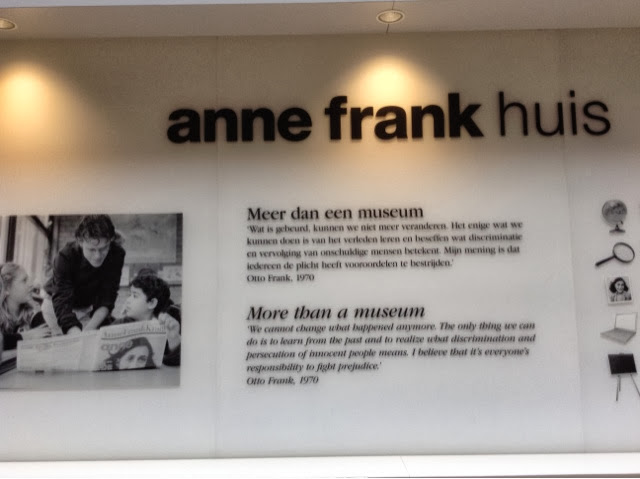 anne frank huis
Meer dan een museum
'Wat is gebeurd, kunnen we niet meer veranderen. Het enige wat we
kunnen doen is van het verleden leren en beseffen wat discriminatie
en vervolging van onschuldige mensen betekent. Mijn mening is dat
iedereen de plicht heeft vooroordelen te bestrijden.'
Otto Frank, 1970
More than a museum
'We cannot change what happened anymore. The only thing we can
do is to learn from the past and to realize what discrimination and
persecution of innocent people means. I believe that it's everyone's
responsibility to fight prejudice.'
Otto Frank, 1970